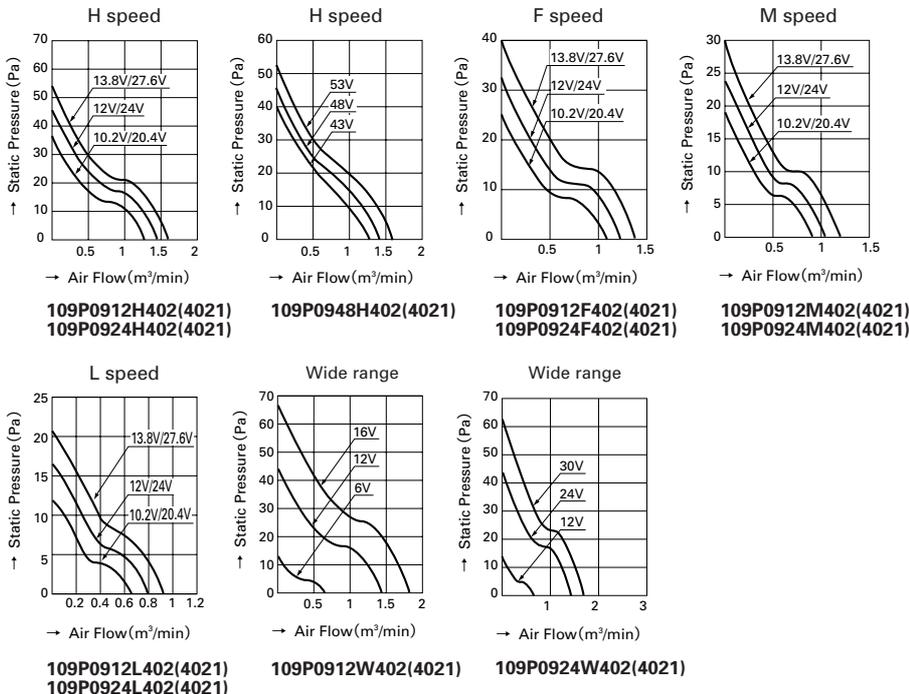 H speed
Static Pressure (Pa)
70
60
50
40
30
20
10
0
13.8V/27.6V
12V/24V
10.2V/20.4V
0.5
1
1.5
2
→ Air Flow (m³/min)
109P0912H402(4021)
109P0924H402(4021)
H speed
Static Pressure (Pa)
60
50
40
30
20
10
0
53V
48V
43V
0.5
1
1.5
2
→ Air Flow (m³/min)
109P0948H402(4021)
F speed
Static Pressure (Pa)
40
30
20
10
0
13.8V/27.6V
12V/24V
10.2V/20.4V
0.5
1
1.5
→ Air Flow (m³/min)
109P0912F402(4021)
109P0924F402(4021)
M speed
Static Pressure (Pa)
30
25
20
15
10
5
0
13.8V/27.6V
12V/24V
10.2V/20.4V
0.5
1
1.5
→ Air Flow (m³/min)
109P0912M402(4021)
109P0924M402(4021)
L speed
Static Pressure (Pa)
25
20
15
10
5
0
13.8V/27.6V
12V/24V
10.2V/20.4V
0.2
0.4
0.6
0.8
1
1.2
→ Air Flow (m³/min)
109P0912L402(4021)
109P0924L402(4021)
Wide range
Static Pressure (Pa)
70
60
50
40
30
20
10
0
16V
12V
6V
0.5
1
1.5
2
→ Air Flow (m³/min)
109P0912W402(4021)
Wide range
Static Pressure (Pa)
70
60
50
40
30
20
10
0
30V
24V
12V
1
2
3
→ Air Flow (m³/min)
109P0924W402(4021)